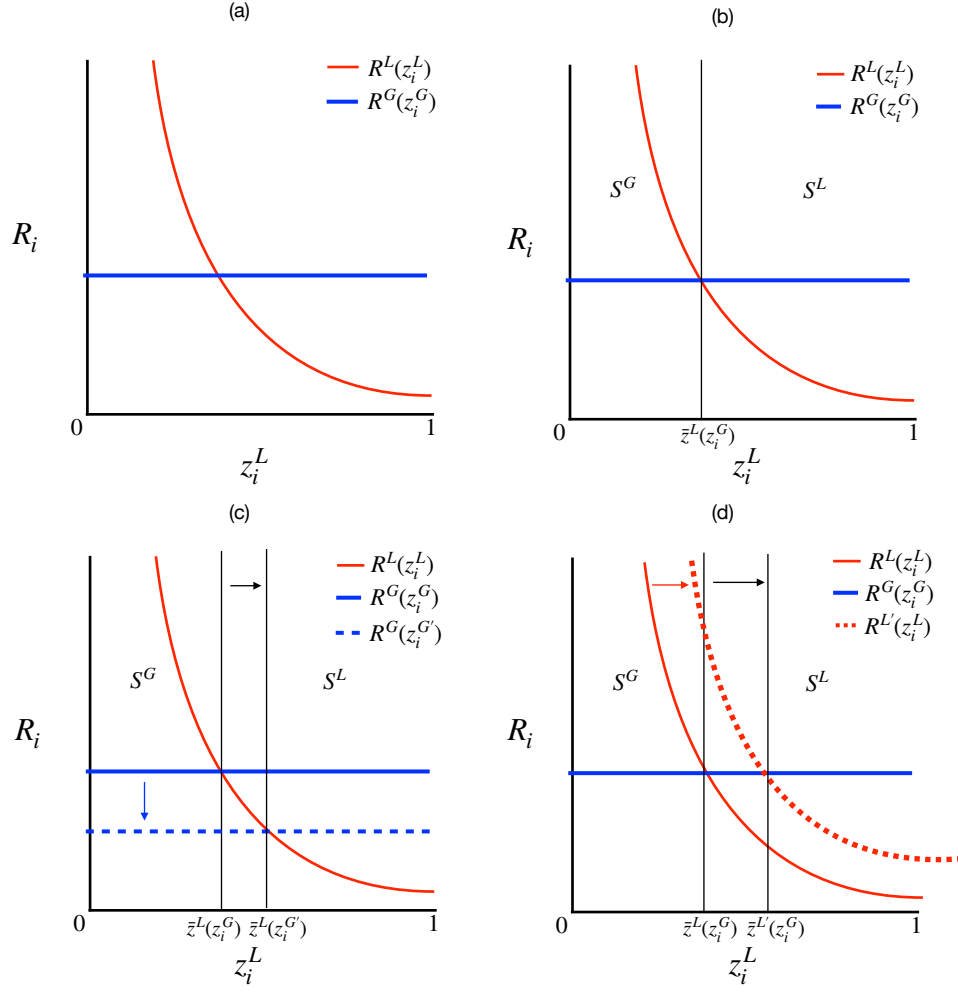 (a)
R^L(z_i^L)
R^G(z_i^G)
R_i
0
1
z_i^L
(b)
R^L(z_i^L)
R^G(z_i^G)
S^G
S^L
R_i
0
z̄^L(z_i^G)
1
z_i^L
(c)
R^L(z_i^L)
R^G(z_i^G)
R^G(z_i^{G'})
S^G
S^L
R_i
0
z̄^L(z_i^G)
z̄^L(z_i^{G'})
1
z_i^L
(d)
R^L(z_i^L)
R^G(z_i^G)
R^{L'}(z_i^L)
S^G
S^L
R_i
0
z̄^L(z_i^G)
z̄^{L'}(z_i^G)
1
z_i^L